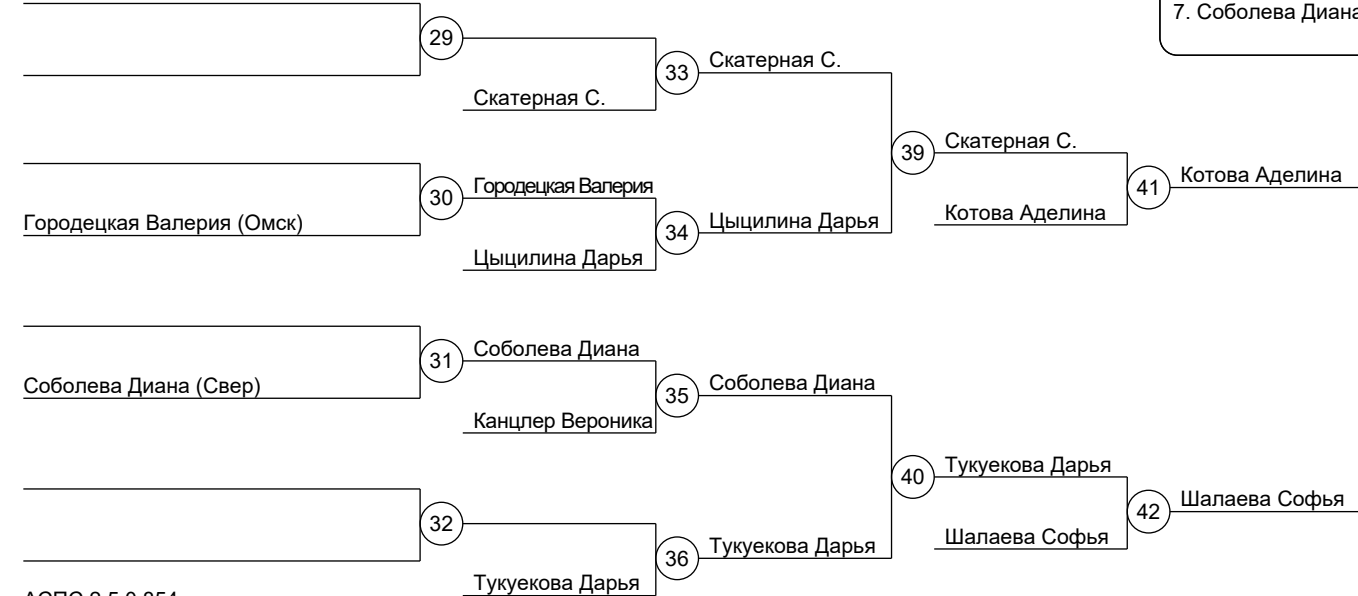 7. Соболева Диана
29
Скатерная С.
33
Скатерная С.
39
Скатерная С.
41
Котова Аделина
Городецкая Валерия (Омск)
30
Городецкая Валерия
34
Цыцилина Дарья
Котова Аделина
Цыцилина Дарья
Соболева Диана (Свер)
31
Соболева Диана
35
Соболева Диана
Канцлер Вероника
40
Тукуекова Дарья
42
Шалаева Софья
32
36
Тукуекова Дарья
Шалаева Софья
Тукуекова Дарья